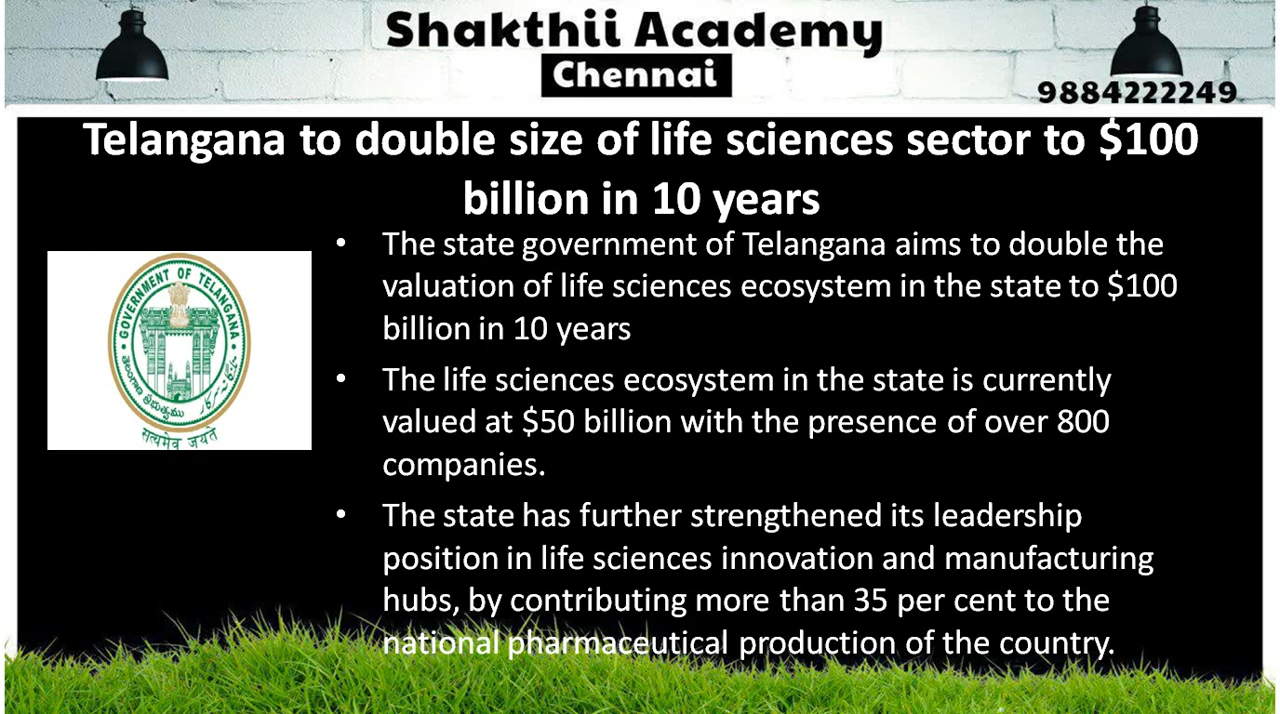 Shakthii Academy
Chennai
9884222249
Telangana to double size of life sciences sector to $100
billion in 10 years
GOVERNMENT OF TELANGANA
తెలంగాణ ప్రభుత్వము
सत्यमेव जयते
• The state government of Telangana aims to double the
valuation of life sciences ecosystem in the state to $100
billion in 10 years
• The life sciences ecosystem in the state is currently
valued at $50 billion with the presence of over 800
companies.
• The state has further strengthened its leadership
position in life sciences innovation and manufacturing
hubs, by contributing more than 35 per cent to the
national pharmaceutical production of the country.